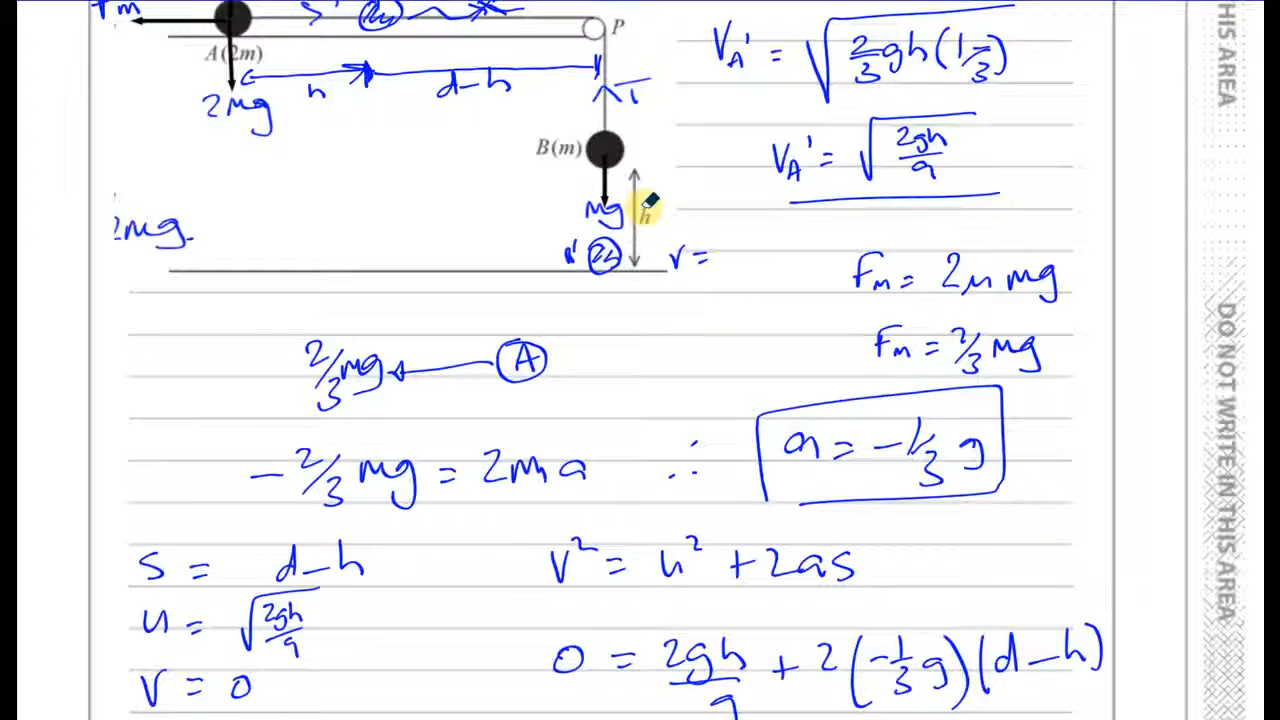 Fm
P
A(2m)
h
d-h
T
2mg
B(m)
mg
h
2mg.
v =
V_A' = √(2/3 gh (1/3))
V_A' = √(2gh/9)
Fm = 2μmg
Fm = 2/3 mg
2/3 mg ← A
-2/3 mg = 2ma ∴ a = -1/3 g
s = d-h
v² = u² + 2as
u = √(2gh/9)
0 = 2gh/9 + 2(-1/3 g)(d-h)
v = 0
THIS AREA
DO NOT WRITE IN THIS AREA